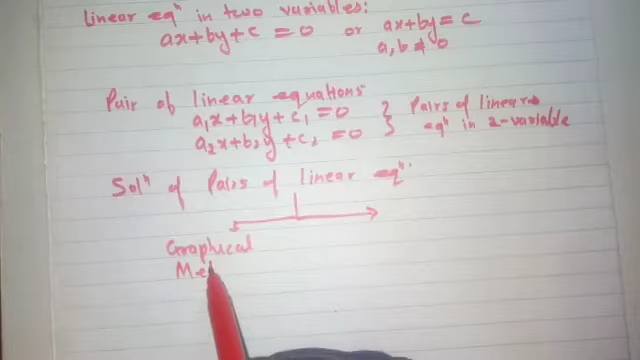 Linear eqⁿ in two variables:
ax+by+c=0 or ax+by=c
a, b≠0
Pair of linear equations
a₁x+b₁y+c₁=0 } Pairs of linear
a₂x+b₂y+c₂=0 eqⁿ in 2-variable
Solⁿ of Pairs of linear eqⁿ.
Graphical
Me